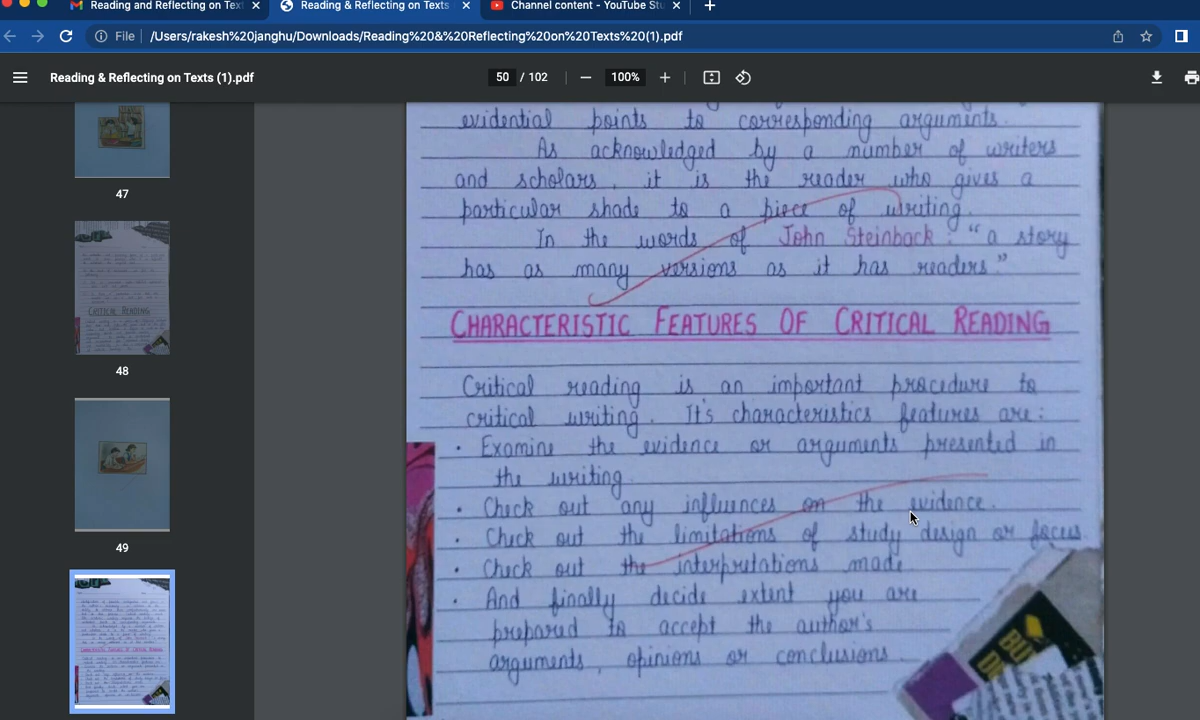 Reading and Reflection on Tex
Reading & Reflecting on Texts
Channel content - YouTube Stu
File
/Users/rakesh%20janghu/Downloads/Reading%20&%20Reflecting%20on%20Texts%20(1).pdf
Reading & Reflecting on Texts (1).pdf
50 / 102
100%
47
48
CRITICAL READING
49
evidential points to corresponding arguments.
As acknowledged by a number of writers
and scholars, it is the reader who gives a
particular shade to a piece of writing.
In the words of John Steinback : “a story
has as many versions as it has readers”
CHARACTERISTIC FEATURES OF CRITICAL READING
Critical reading is an important procedure to
critical writing. It's characteristics features are:
· Examine the evidence or arguments presented in
the writing.
· Check out any influences on the evidence.
· Check out the limitations of study design or focus.
· Check out the interpretations made
· And finally decide extent you are
prepared to accept the author's
arguments, opinions or conclusions.